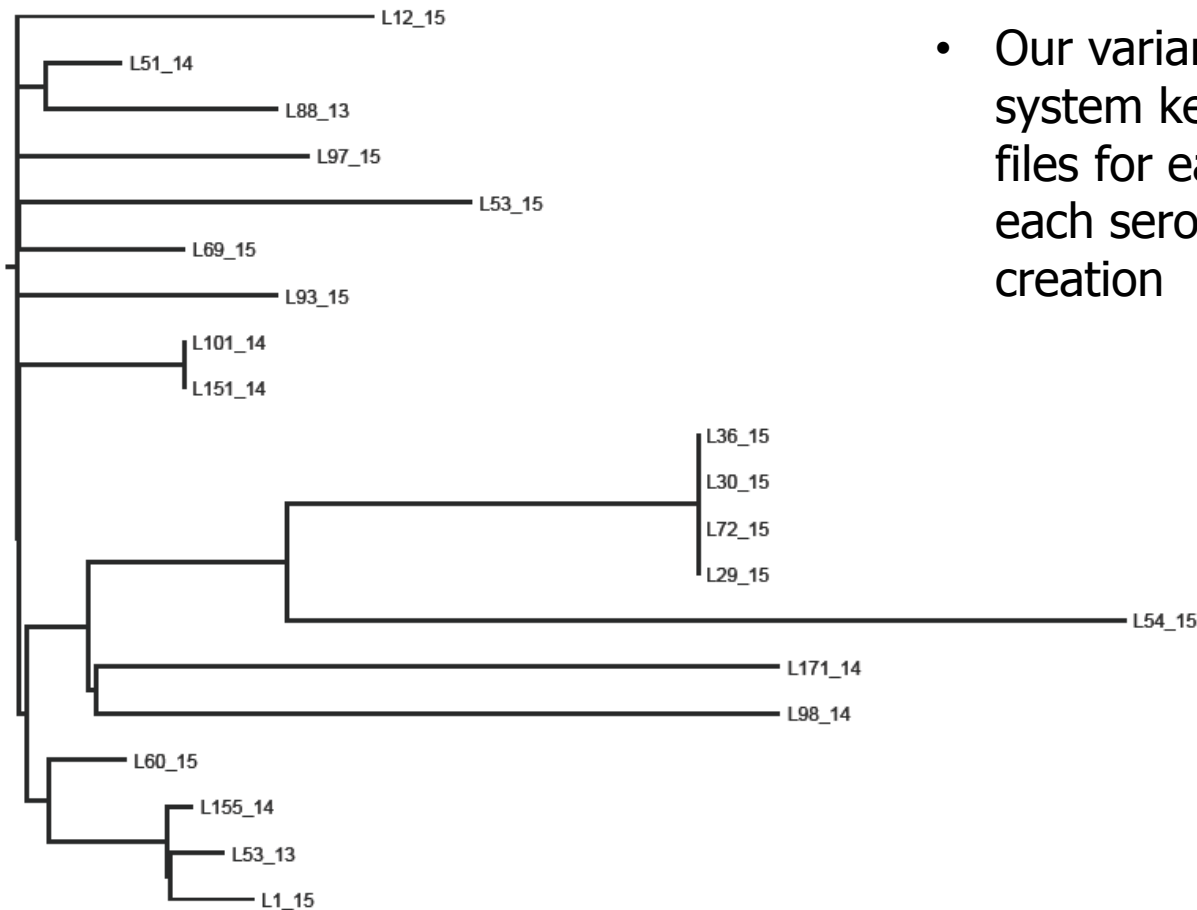 L12_15
L51_14
L88_13
L97_15
L53_15
L69_15
L93_15
L101_14
L151_14
L36_15
L30_15
L72_15
L29_15
L54_15
L171_14
L98_14
L60_15
L155_14
L53_13
L1_15
• Our varia
system ke
files for ea
each sero
creation